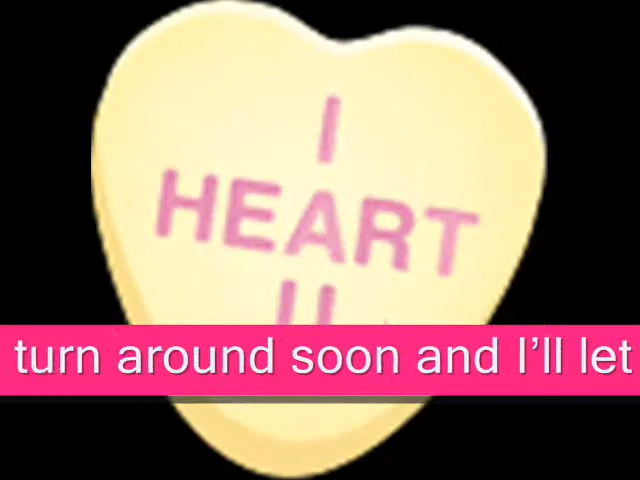 I
HEART
U
turn around soon and I’ll let